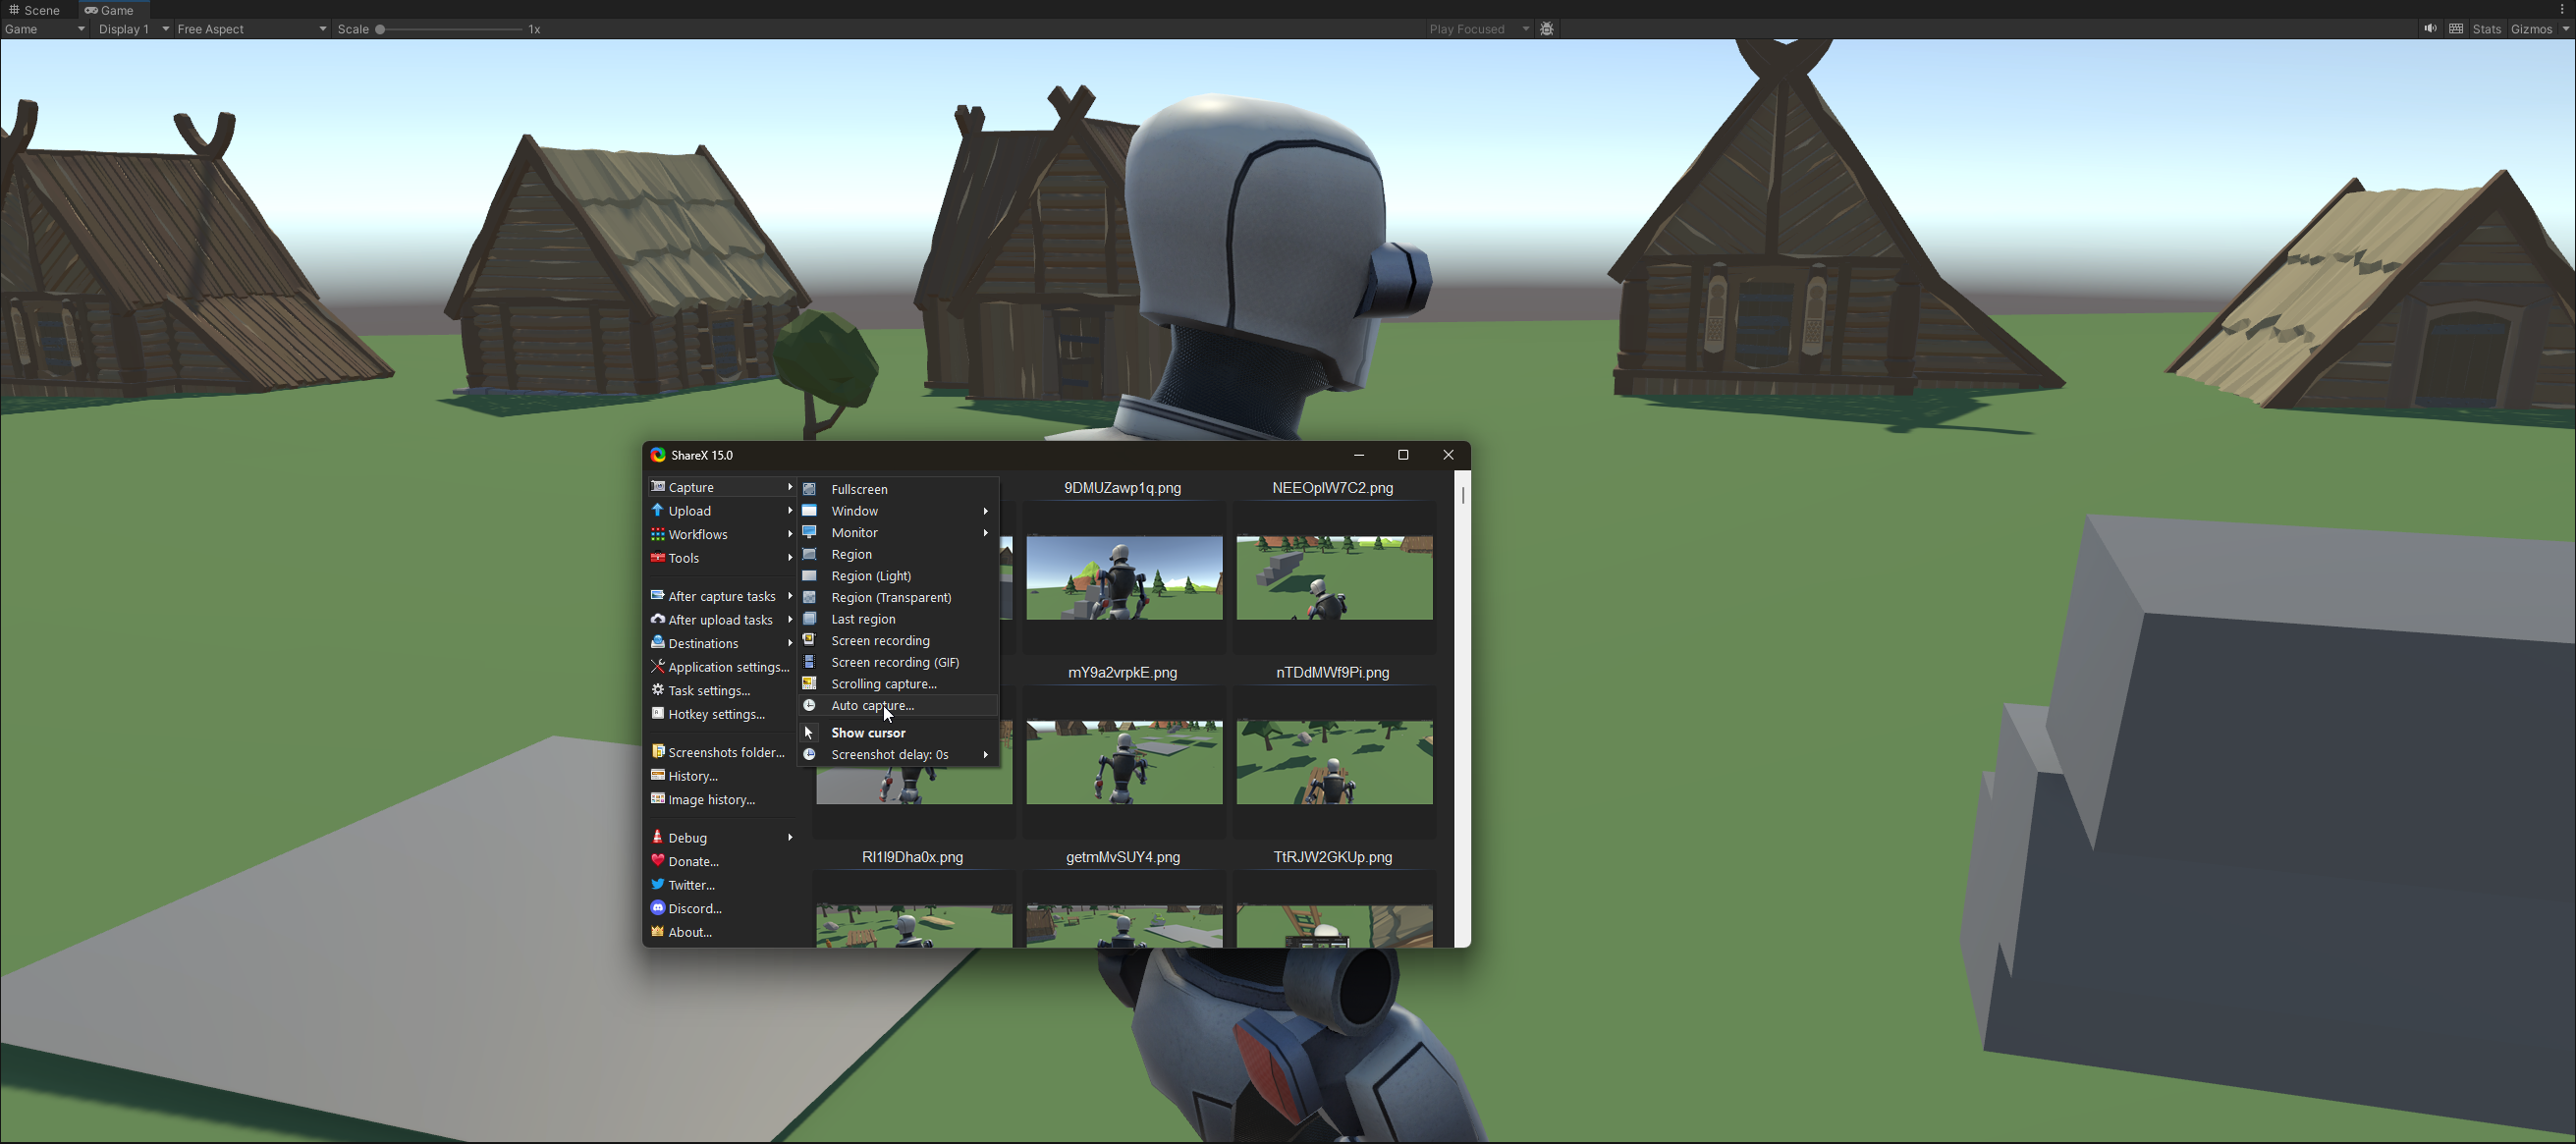 Scene Game
Game Display 1 Free Aspect Scale 1x Play Focused Stats Gizmos
ShareX 15.0
Capture
Upload
Workflows
Tools
After capture tasks
After upload tasks
Destinations
Application settings...
Task settings...
Hotkey settings...
Screenshots folder...
History...
Image history...
Debug
Donate...
Twitter...
Discord...
About...
Fullscreen
Window
Monitor
Region
Region (Light)
Region (Transparent)
Last region
Screen recording
Screen recording (GIF)
Scrolling capture...
Auto capture...
Show cursor
Screenshot delay: 0s
9DMUZawp1q.png NEEOplW7C2.png
mY9a2vrpkE.png nTDdMWf9Pi.png
getmMvSUY4.png TtRJW2GKUp.png